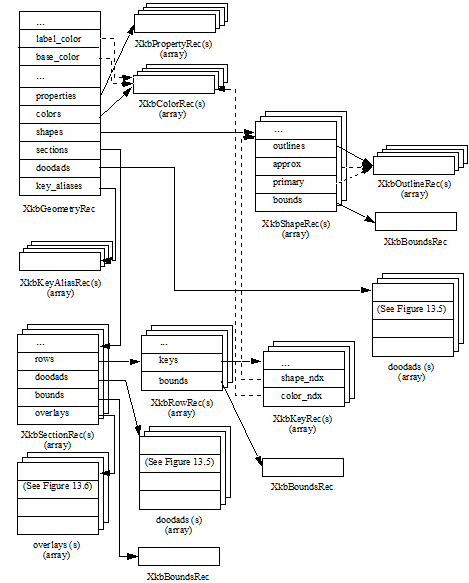 ...
label_color
base_color
...
properties
colors
shapes
sections
doodads
key_aliases
XkbGeometryRec
XkbPropertyRec(s)
(array)
XkbColorRec(s)
(array)
...
outlines
approx
primary
bounds
XkbShapeRec(s)
(array)
XkbOutlineRec(s)
(array)
XkbBoundsRec
XkbKeyAliasRec(s)
(array)
(See Figure 13.5)
doodads (s)
(array)
...
rows
doodads
bounds
overlays
XkbSectionRec(s)
(array)
...
keys
bounds
XkbRowRec(s)
(array)
...
shape_ndx
color_ndx
XkbKeyRec(s)
(array)
(See Figure 13.6)
overlays (s)
(array)
(See Figure 13.5)
doodads (s)
(array)
XkbBoundsRec
XkbBoundsRec